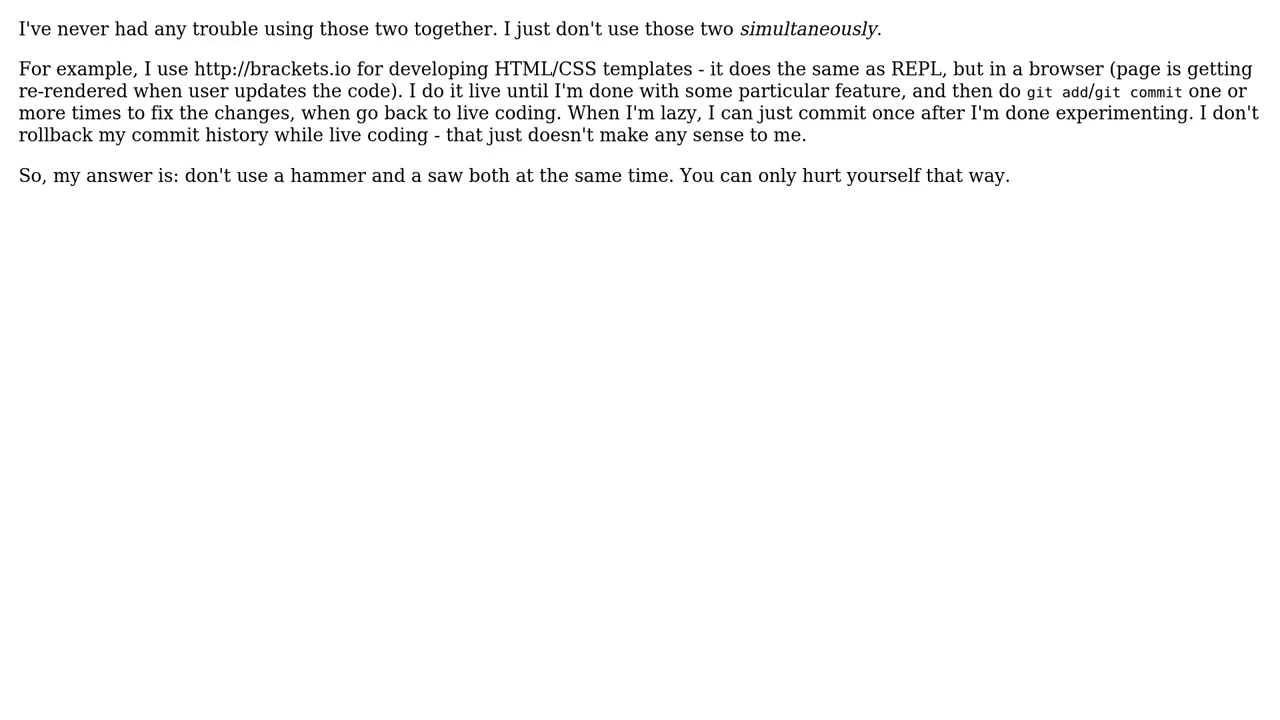 I've never had any trouble using those two together. I just don't use those two simultaneously.
For example, I use http://brackets.io for developing HTML/CSS templates - it does the same as REPL, but in a browser (page is getting
re-rendered when user updates the code). I do it live until I'm done with some particular feature, and then do git add/git commit one or
more times to fix the changes, when go back to live coding. When I'm lazy, I can just commit once after I'm done experimenting. I don't
rollback my commit history while live coding - that just doesn't make any sense to me.
So, my answer is: don't use a hammer and a saw both at the same time. You can only hurt yourself that way.